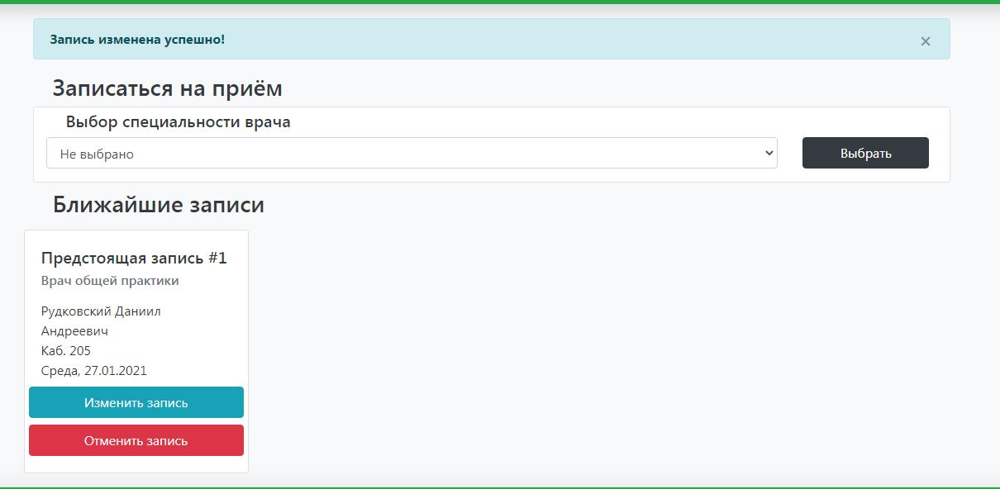 Запись изменена успешно!
×
Записаться на приём
Выбор специальности врача
Не выбрано
Выбрать
Ближайшие записи
Предстоящая запись #1
Врач общей практики
Рудковский Даниил
Андреевич
Каб. 205
Среда, 27.01.2021
Изменить запись
Отменить запись